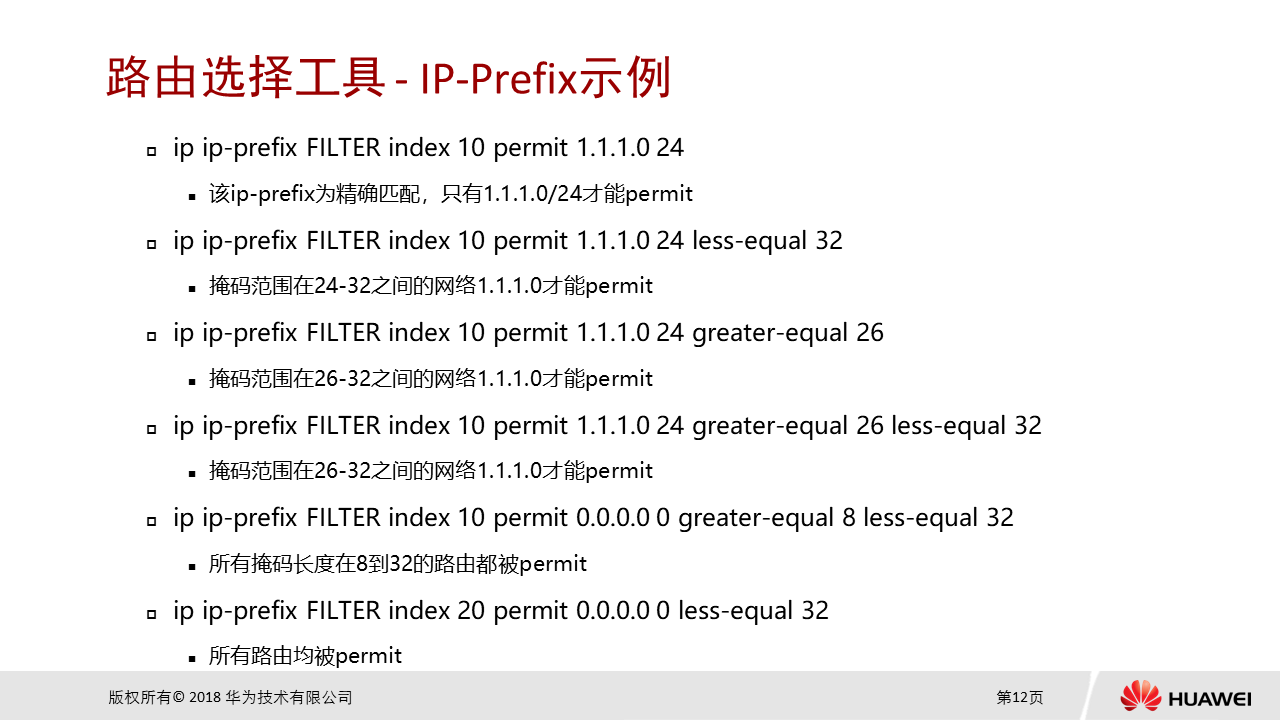 路由选择工具 - IP-Prefix示例
ip ip-prefix FILTER index 10 permit 1.1.1.0 24
该ip-prefix为精确匹配，只有1.1.1.0/24才能permit
ip ip-prefix FILTER index 10 permit 1.1.1.0 24 less-equal 32
掩码范围在24-32之间的网络1.1.1.0才能permit
ip ip-prefix FILTER index 10 permit 1.1.1.0 24 greater-equal 26
掩码范围在26-32之间的网络1.1.1.0才能permit
ip ip-prefix FILTER index 10 permit 1.1.1.0 24 greater-equal 26 less-equal 32
掩码范围在26-32之间的网络1.1.1.0才能permit
ip ip-prefix FILTER index 10 permit 0.0.0.0 0 greater-equal 8 less-equal 32
所有掩码长度在8到32的路由都被permit
ip ip-prefix FILTER index 20 permit 0.0.0.0 0 less-equal 32
所有路由均被permit
版权所有© 2018 华为技术有限公司
第12页
HUAWEI